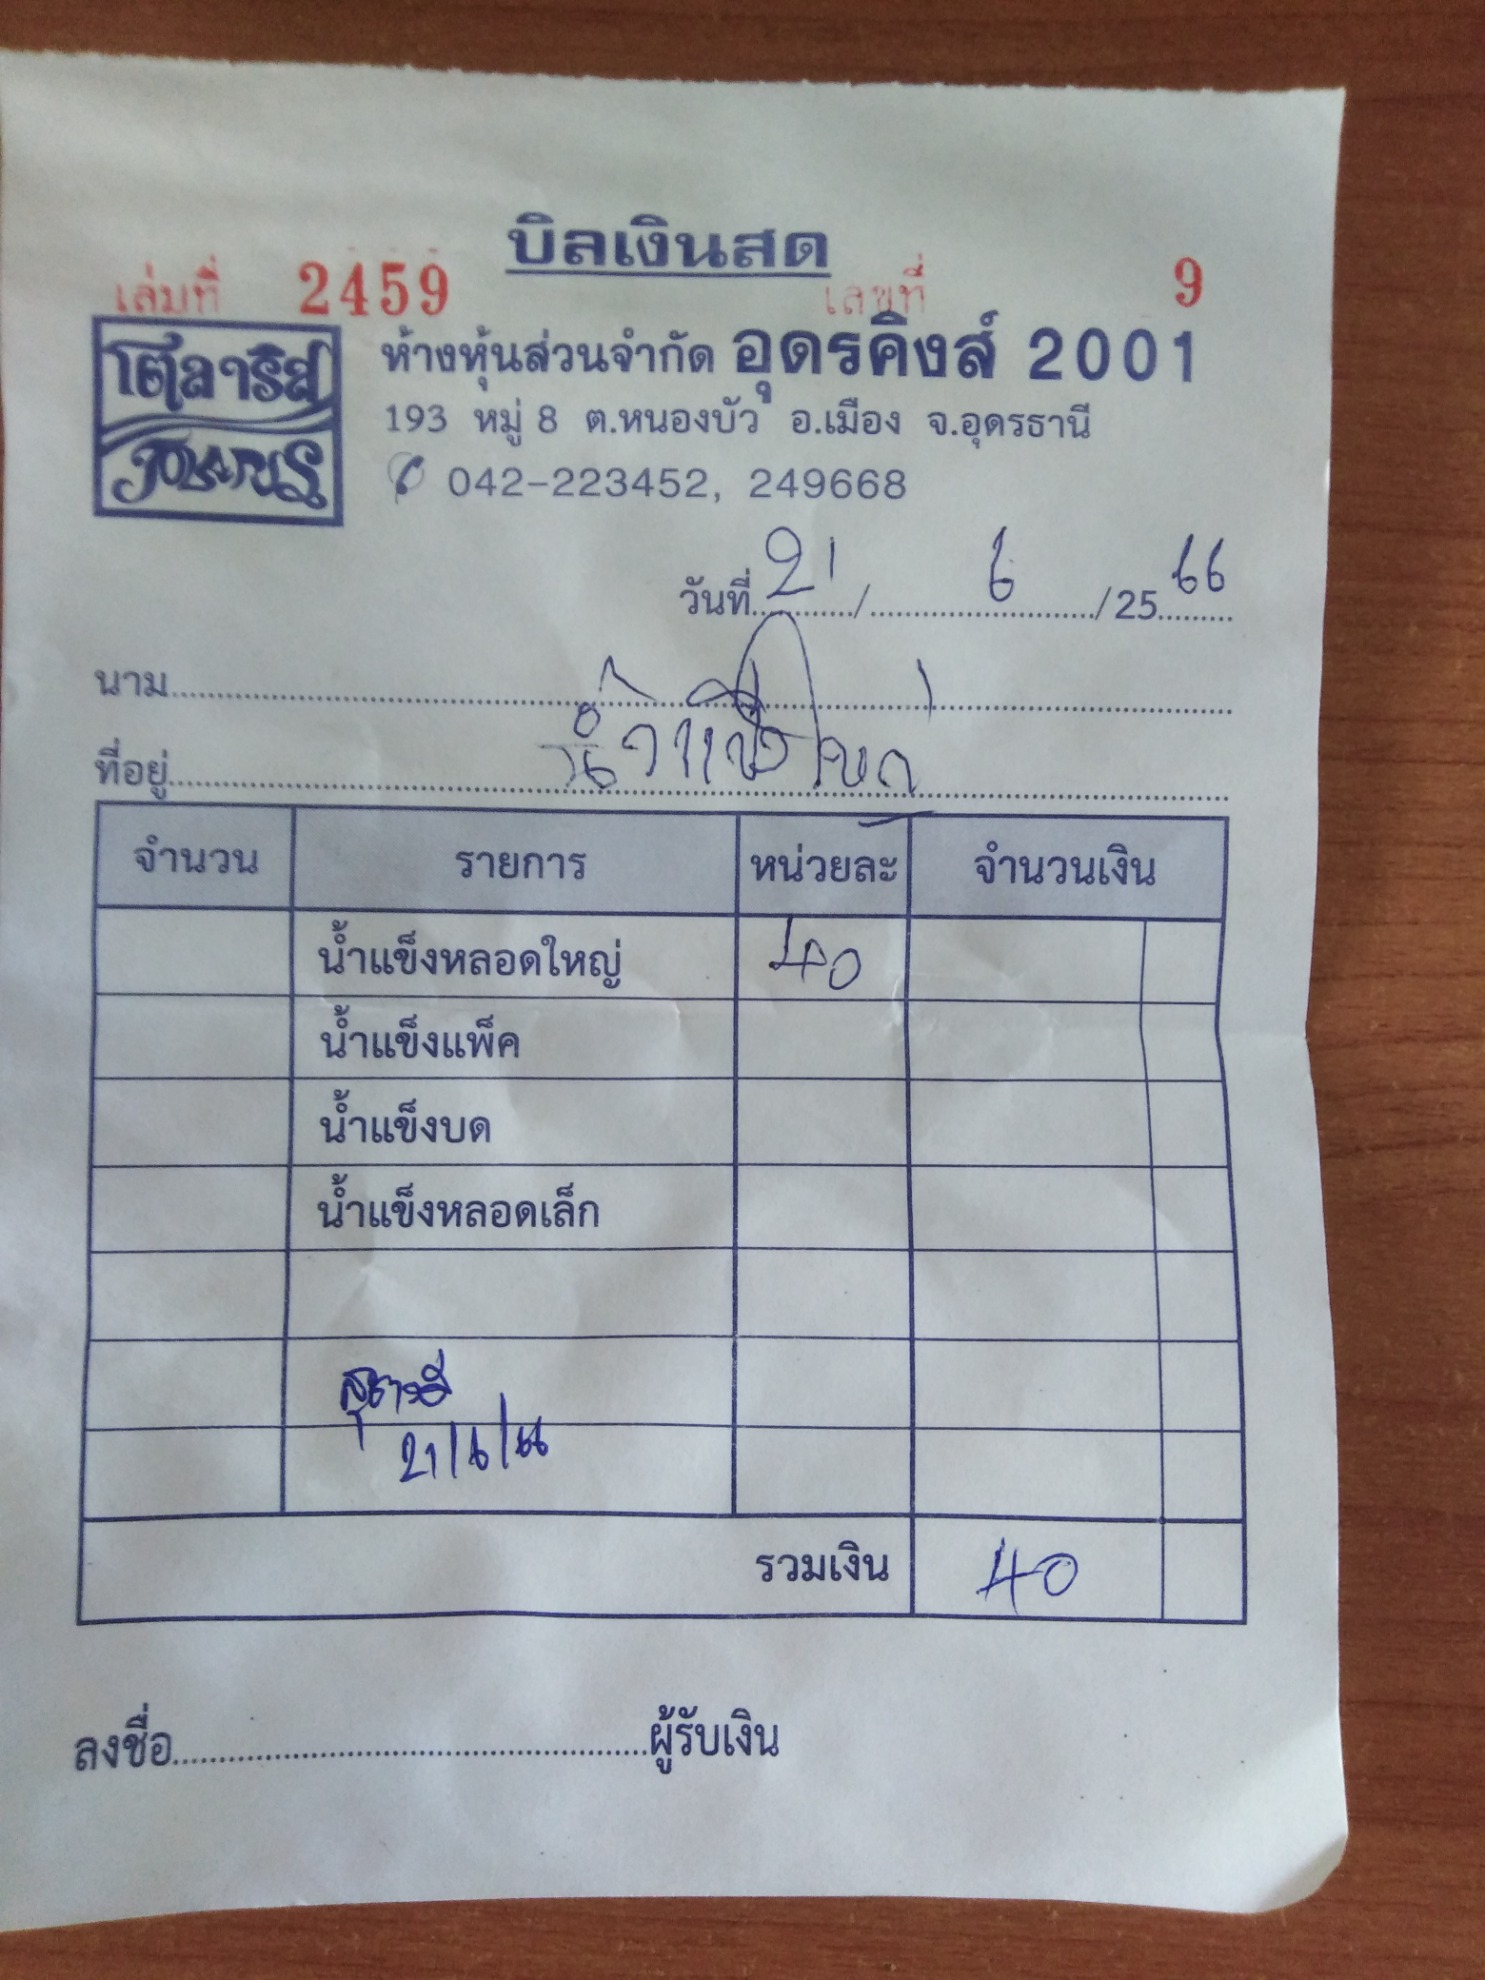 บิลเงินสด
เล่มที่ 2459 เลขที่ 9
โตลาริส
ห้างหุ้นส่วนจำกัด อุดรคิงส์ 2001
193 หมู่ 8 ต.หนองบัว อ.เมือง จ.อุดรธานี
042-223452, 249668
วันที่ 21 / 6 / 25 66
นาม
ที่อยู่
จำนวน รายการ หน่วยละ จำนวนเงิน
น้ำแข็งหลอดใหญ่ 40
น้ำแข็งแพ็ค
น้ำแข็งบด
น้ำแข็งหลอดเล็ก
21/6/66
รวมเงิน 40
ลงชื่อ ผู้รับเงิน